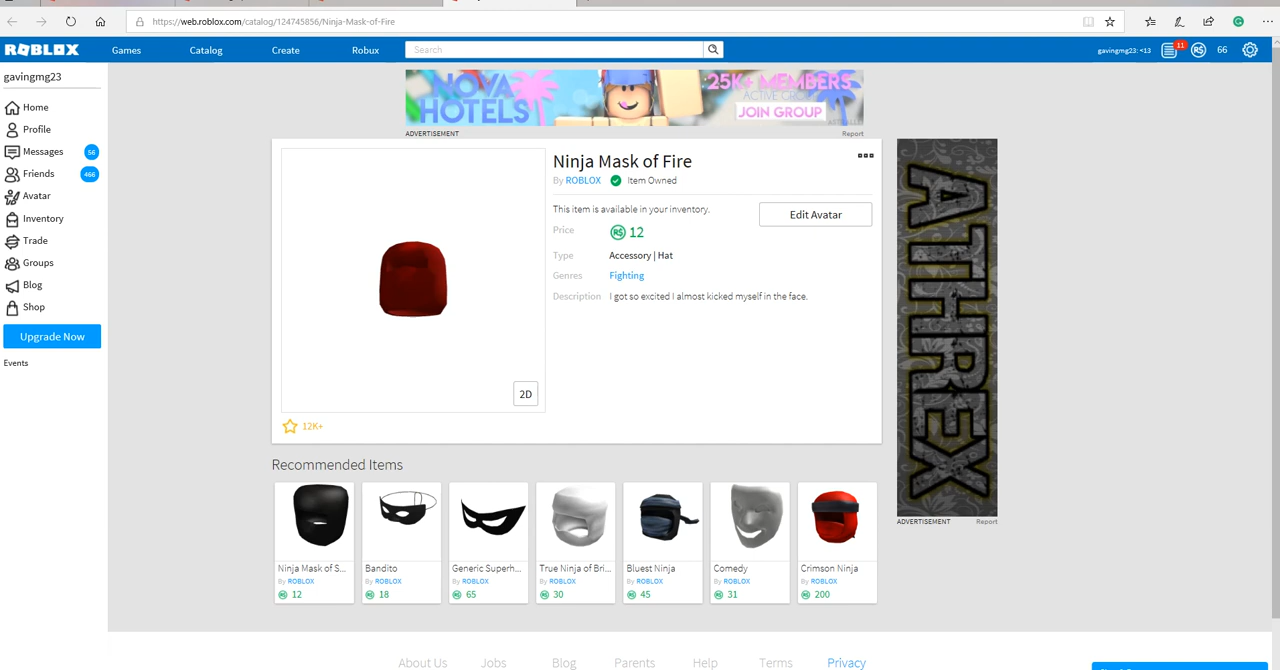 https://web.roblox.com/catalog/124745856/Ninja-Mask-of-Fire
ROBLOX
Games
Catalog
Create
Robux
Search
gavingmg23: <13
11
66
gavingmg23
Home
Profile
Messages
56
Friends
466
Avatar
Inventory
Trade
Groups
Blog
Shop
Upgrade Now
Events
NOVA HOTELS
25K+ MEMBERS
JOIN GROUP
ADVERTISEMENT
Report
Ninja Mask of Fire
By ROBLOX
Item Owned
This item is available in your inventory.
Edit Avatar
Price
R$ 12
Type
Accessory | Hat
Genres
Fighting
Description
I got so excited I almost kicked myself in the face.
2D
12K+
ATHREX
ADVERTISEMENT
Report
Recommended Items
Ninja Mask of S...
By ROBLOX
12
Bandito
By ROBLOX
18
Generic Superh...
By ROBLOX
65
True Ninja of Bri...
By ROBLOX
30
Bluest Ninja
By ROBLOX
45
Comedy
By ROBLOX
31
Crimson Ninja
By ROBLOX
200
About Us
Jobs
Blog
Parents
Help
Terms
Privacy